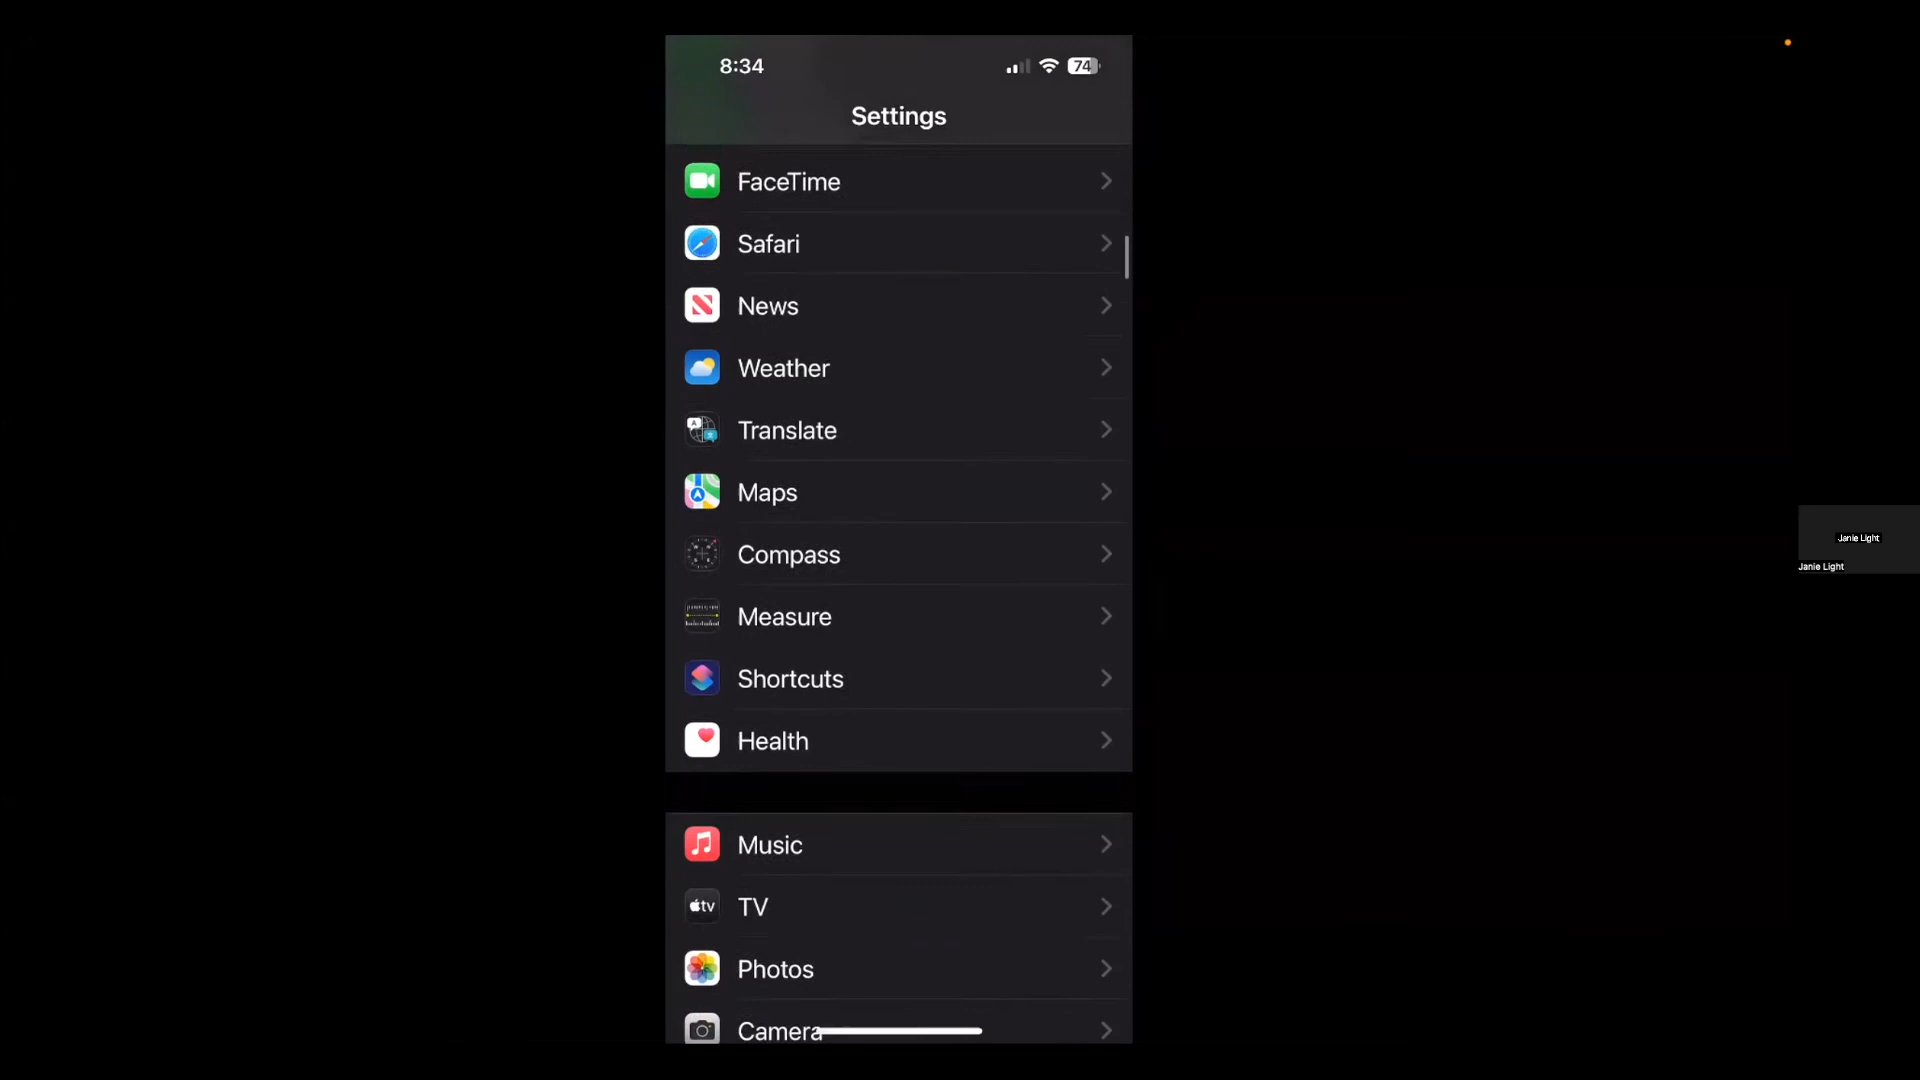 8:34
74
Settings
FaceTime
Safari
News
Weather
Translate
Maps
Compass
Measure
Shortcuts
Health
Music
tv
TV
Photos
Camera
Janie Light
Janie Light